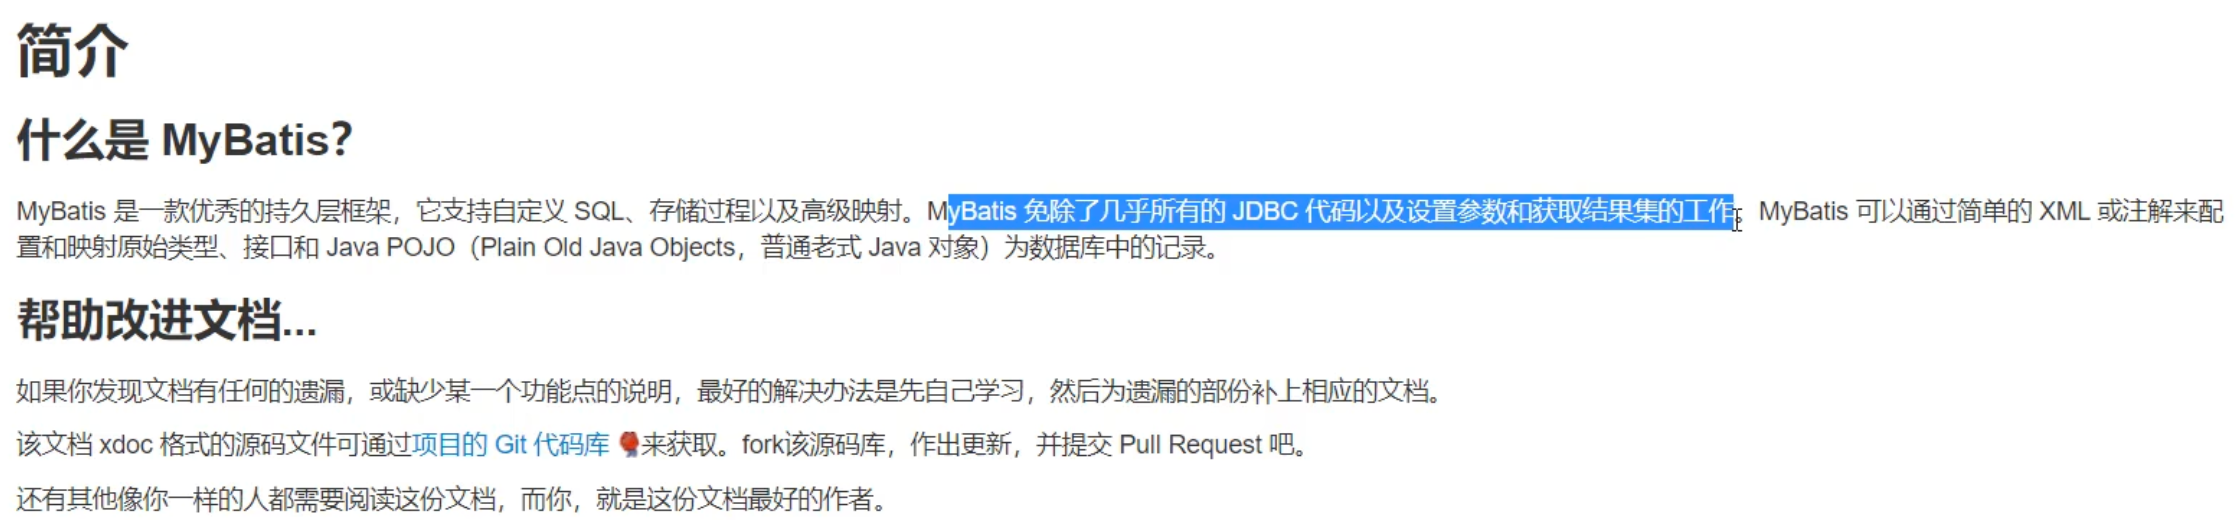 简介
什么是 MyBatis?
MyBatis 是一款优秀的持久层框架，它支持自定义 SQL、存储过程以及高级映射。MyBatis 免除了几乎所有的 JDBC 代码以及设置参数和获取结果集的工作。MyBatis 可以通过简单的 XML 或注解来配
置和映射原始类型、接口和 Java POJO（Plain Old Java Objects，普通老式 Java 对象）为数据库中的记录。
帮助改进文档...
如果你发现文档有任何的遗漏，或缺少某一个功能点的说明，最好的解决办法是先自己学习，然后为遗漏的部份补上相应的文档。
该文档 xdoc 格式的源码文件可通过项目的 Git 代码库来获取。fork该源码库，作出更新，并提交 Pull Request 吧。
还有其他像你一样的人都需要阅读这份文档，而你，就是这份文档最好的作者。